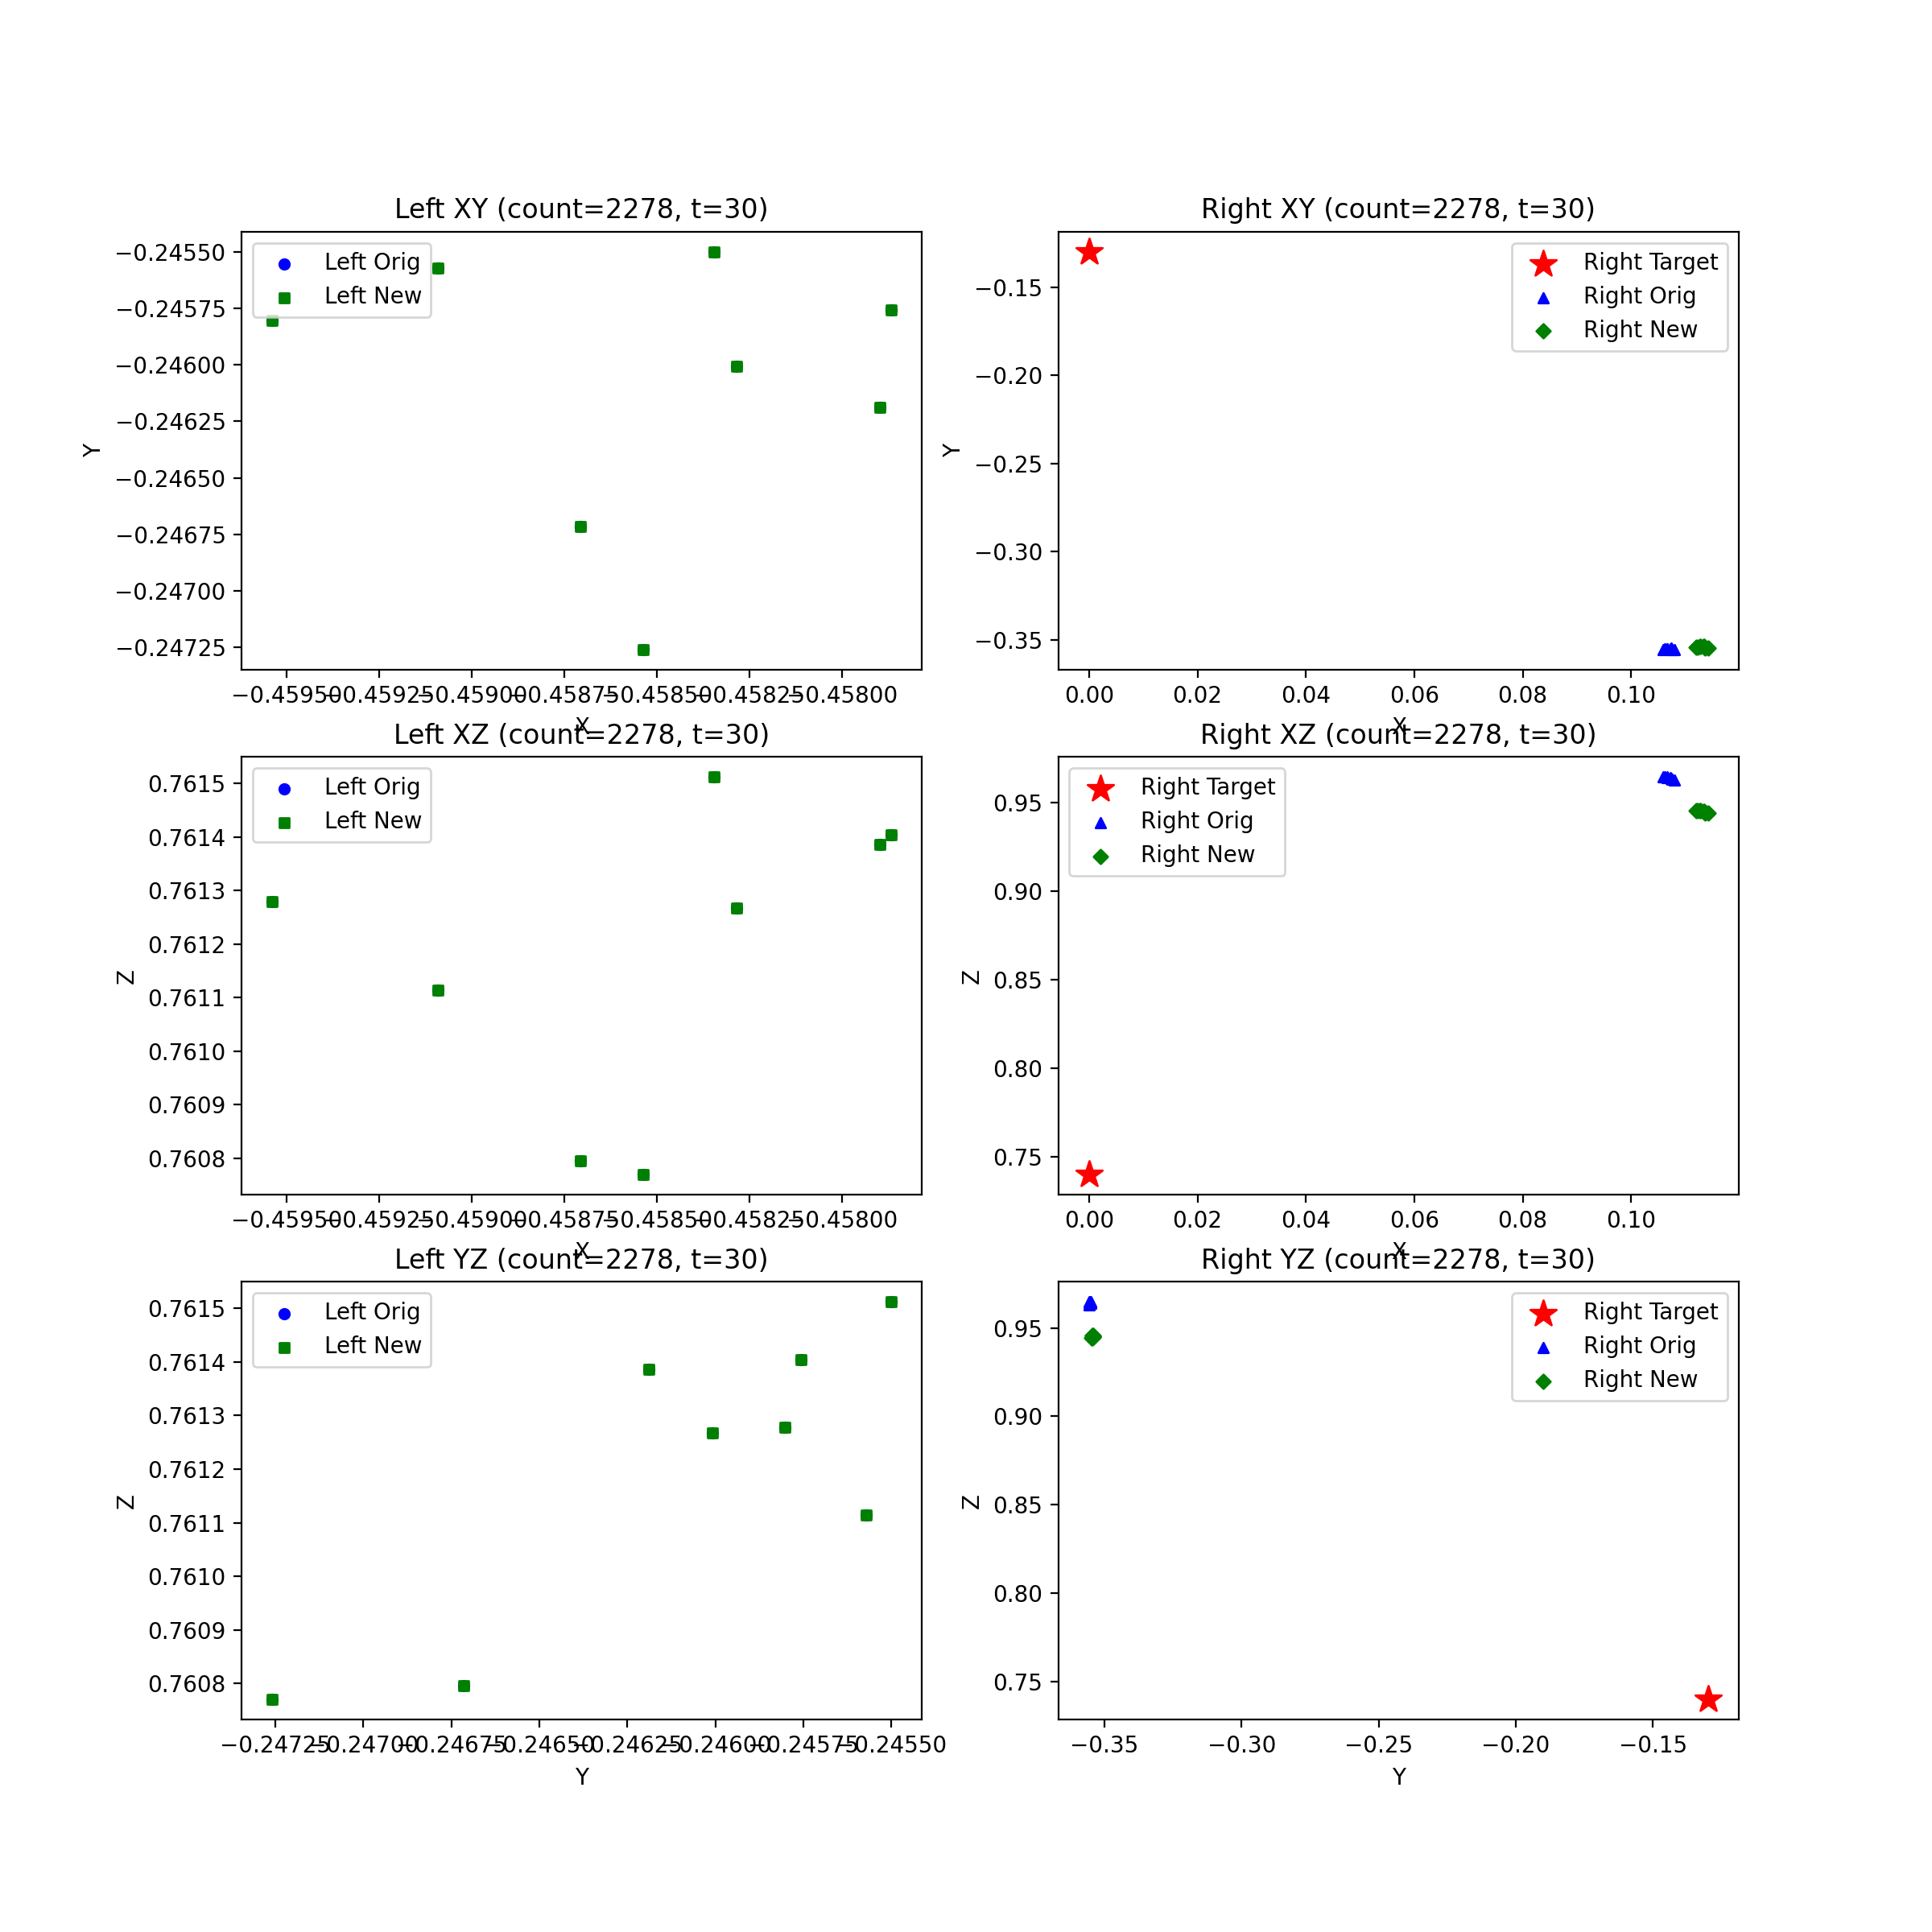 Left XY (count=2278, t=30)
Left Orig
Left New
−0.24550
−0.24575
−0.24600
−0.24625
−0.24650
−0.24675
−0.24700
−0.24725
Y
−0.45950
−0.45925
−0.45900
−0.45875
−0.45850
−0.45825
−0.45800
X
Right XY (count=2278, t=30)
Right Target
Right Orig
Right New
−0.15
−0.20
−0.25
−0.30
−0.35
Y
0.00
0.02
0.04
0.06
0.08
0.10
X
Left XZ (count=2278, t=30)
Left Orig
Left New
0.7615
0.7614
0.7613
0.7612
0.7611
0.7610
0.7609
0.7608
Z
−0.45950
−0.45925
−0.45900
−0.45875
−0.45850
−0.45825
−0.45800
X
Right XZ (count=2278, t=30)
Right Target
Right Orig
Right New
0.95
0.90
0.85
0.80
0.75
Z
0.00
0.02
0.04
0.06
0.08
0.10
X
Left YZ (count=2278, t=30)
Left Orig
Left New
0.7615
0.7614
0.7613
0.7612
0.7611
0.7610
0.7609
0.7608
Z
−0.24725
−0.24700
−0.24675
−0.24650
−0.24625
−0.24600
−0.24575
−0.24550
Y
Right YZ (count=2278, t=30)
Right Target
Right Orig
Right New
0.95
0.90
0.85
0.80
0.75
Z
−0.35
−0.30
−0.25
−0.20
−0.15
Y